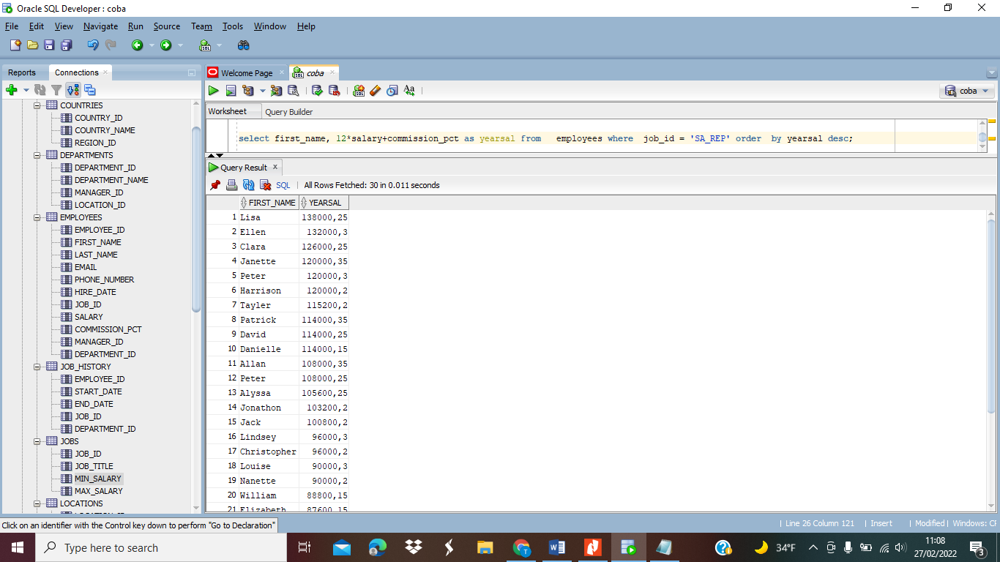 Oracle SQL Developer : coba
File Edit View Navigate Run Source Team Tools Window Help
Reports Connections
COUNTRIES
COUNTRY_ID
COUNTRY_NAME
REGION_ID
DEPARTMENTS
DEPARTMENT_ID
DEPARTMENT_NAME
MANAGER_ID
LOCATION_ID
EMPLOYEES
EMPLOYEE_ID
FIRST_NAME
LAST_NAME
EMAIL
PHONE_NUMBER
HIRE_DATE
JOB_ID
SALARY
COMMISSION_PCT
MANAGER_ID
DEPARTMENT_ID
JOB_HISTORY
EMPLOYEE_ID
START_DATE
END_DATE
JOB_ID
DEPARTMENT_ID
JOBS
JOB_ID
JOB_TITLE
MIN_SALARY
MAX_SALARY
LOCATIONS
Welcome Page coba
SQL Aa coba
Worksheet Query Builder
select first_name, 12*salary+commission_pct as yearsal from employees where job_id = 'SA_REP' order by yearsal desc;
Query Result
SQL | All Rows Fetched: 30 in 0.011 seconds
FIRST_NAME YEARSAL
1 Lisa 138000,25
2 Ellen 132000,3
3 Clara 126000,25
4 Janette 120000,35
5 Peter 120000,3
6 Harrison 120000,2
7 Tayler 115200,2
8 Patrick 114000,35
9 David 114000,25
10 Danielle 114000,15
11 Allan 108000,35
12 Peter 108000,25
13 Alyssa 105600,25
14 Jonathon 103200,2
15 Jack 100800,2
16 Lindsey 96000,3
17 Christopher 96000,2
18 Louise 90000,3
19 Nanette 90000,2
20 William 88800,15
21 Elizabeth 87600,15
Click on an identifier with the Control key down to perform "Go to Declaration"
| Line 26 Column 121 | Insert | Modified | Windows: CF
Type here to search
34°F
11:08
27/02/2022
3